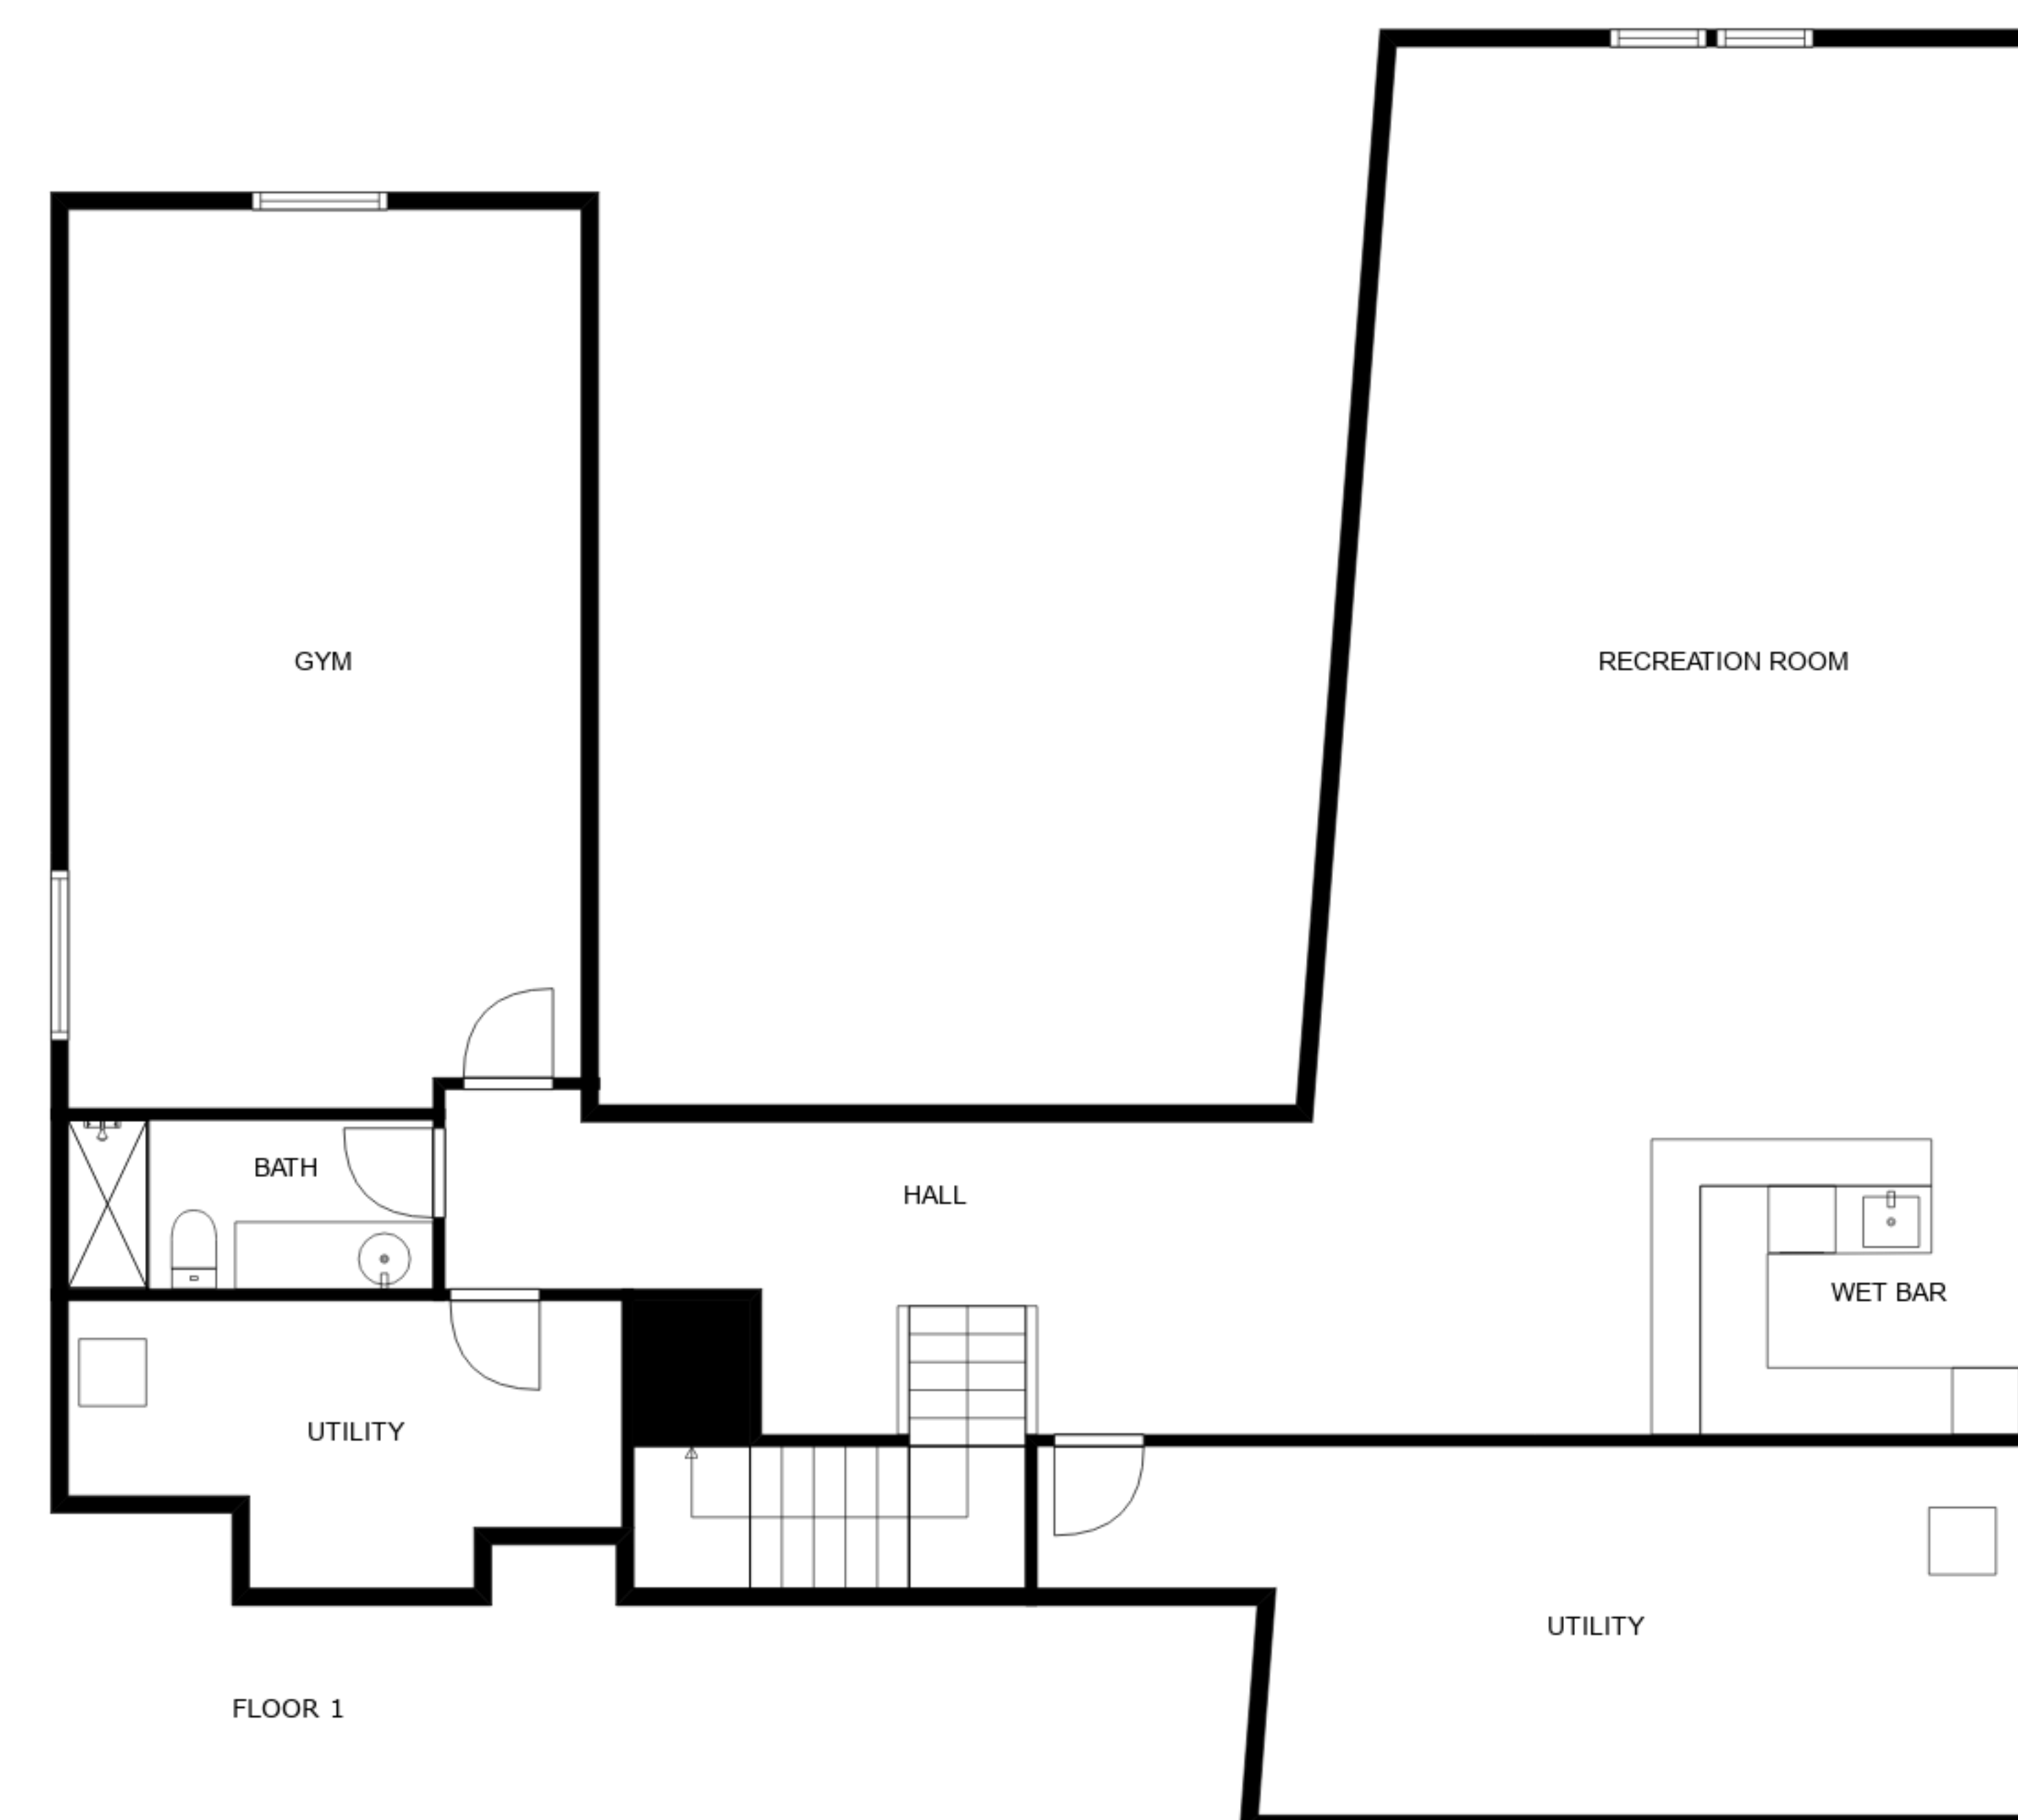 GYM
RECREATION ROOM
BATH
HALL
WET BAR
UTILITY
UTILITY
FLOOR 1